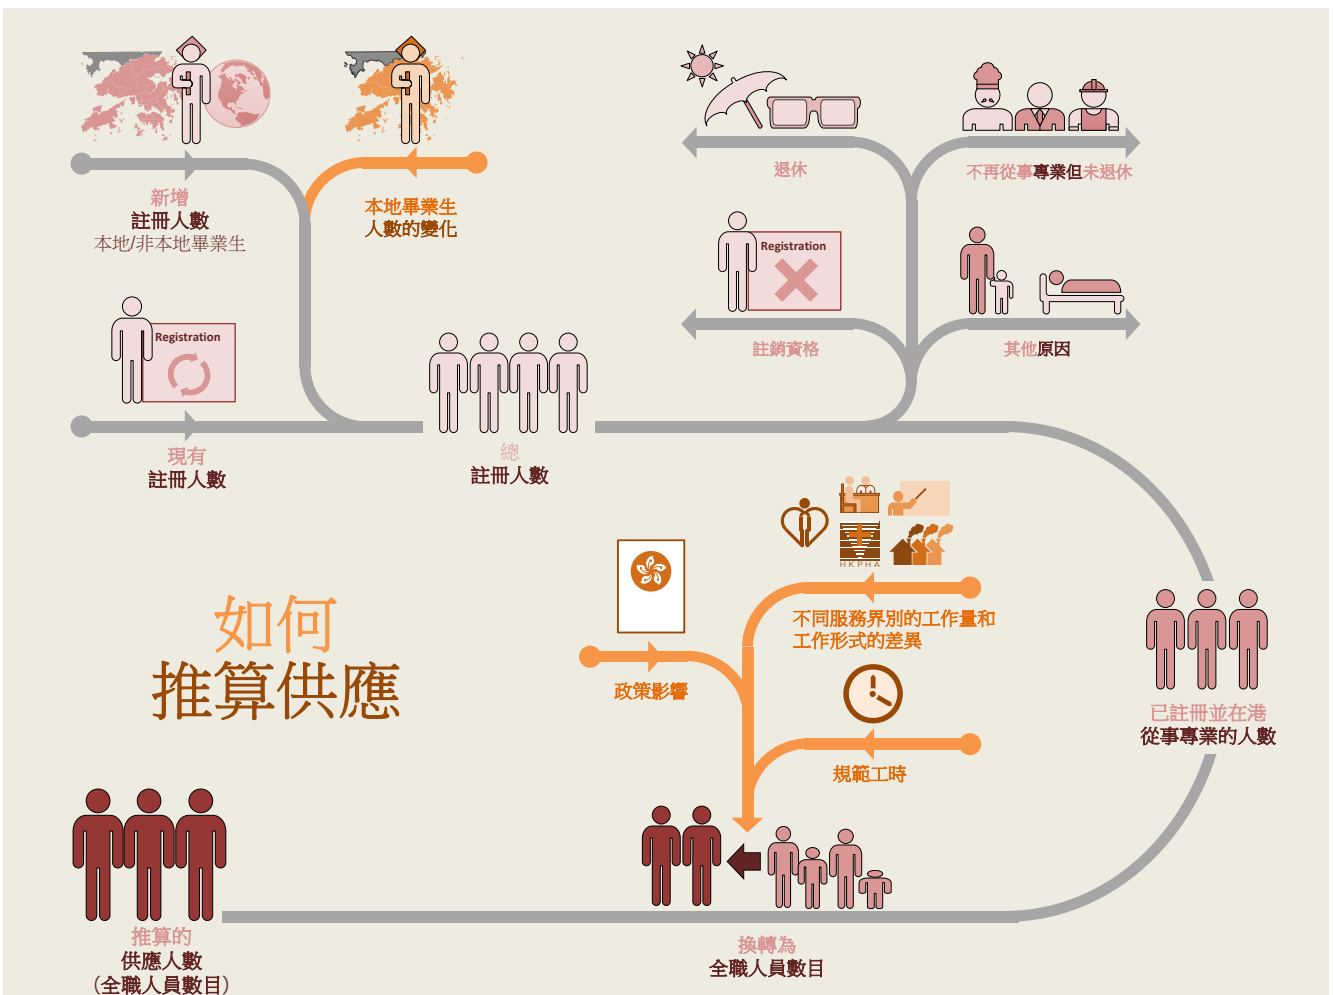 新增
註冊人數
本地/非本地畢業生
本地畢業生
人數的變化
退休
不再從事專業但未退休
Registration
註銷資格
其他原因
Registration
現有
註冊人數
總
註冊人數
HKPHA
不同服務界別的工作量和
工作形式的差異
政策影響
規範工時
如何
推算供應
已註冊並在港
從事專業的人數
推算的
供應人數
(全職人員數目)
換轉為
全職人員數目